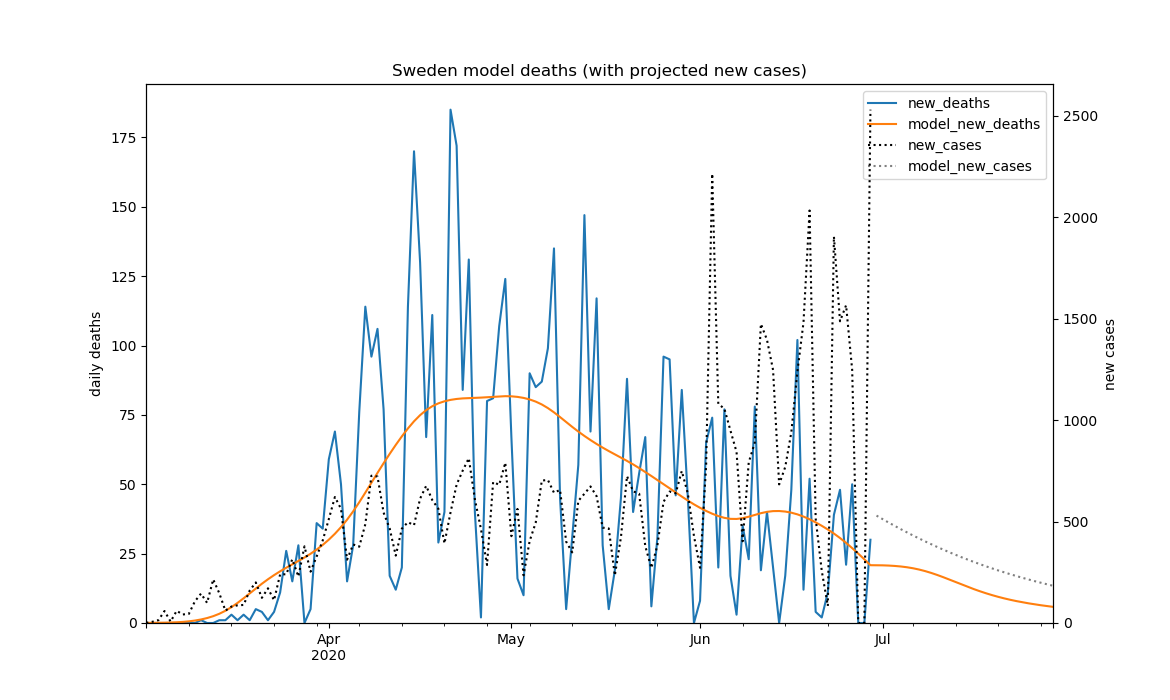 Sweden model deaths (with projected new cases)
new_deaths
model_new_deaths
new_cases
model_new_cases
daily deaths
175
150
125
100
75
50
25
0
new cases
2500
2000
1500
1000
500
0
Apr
2020
May
Jun
Jul